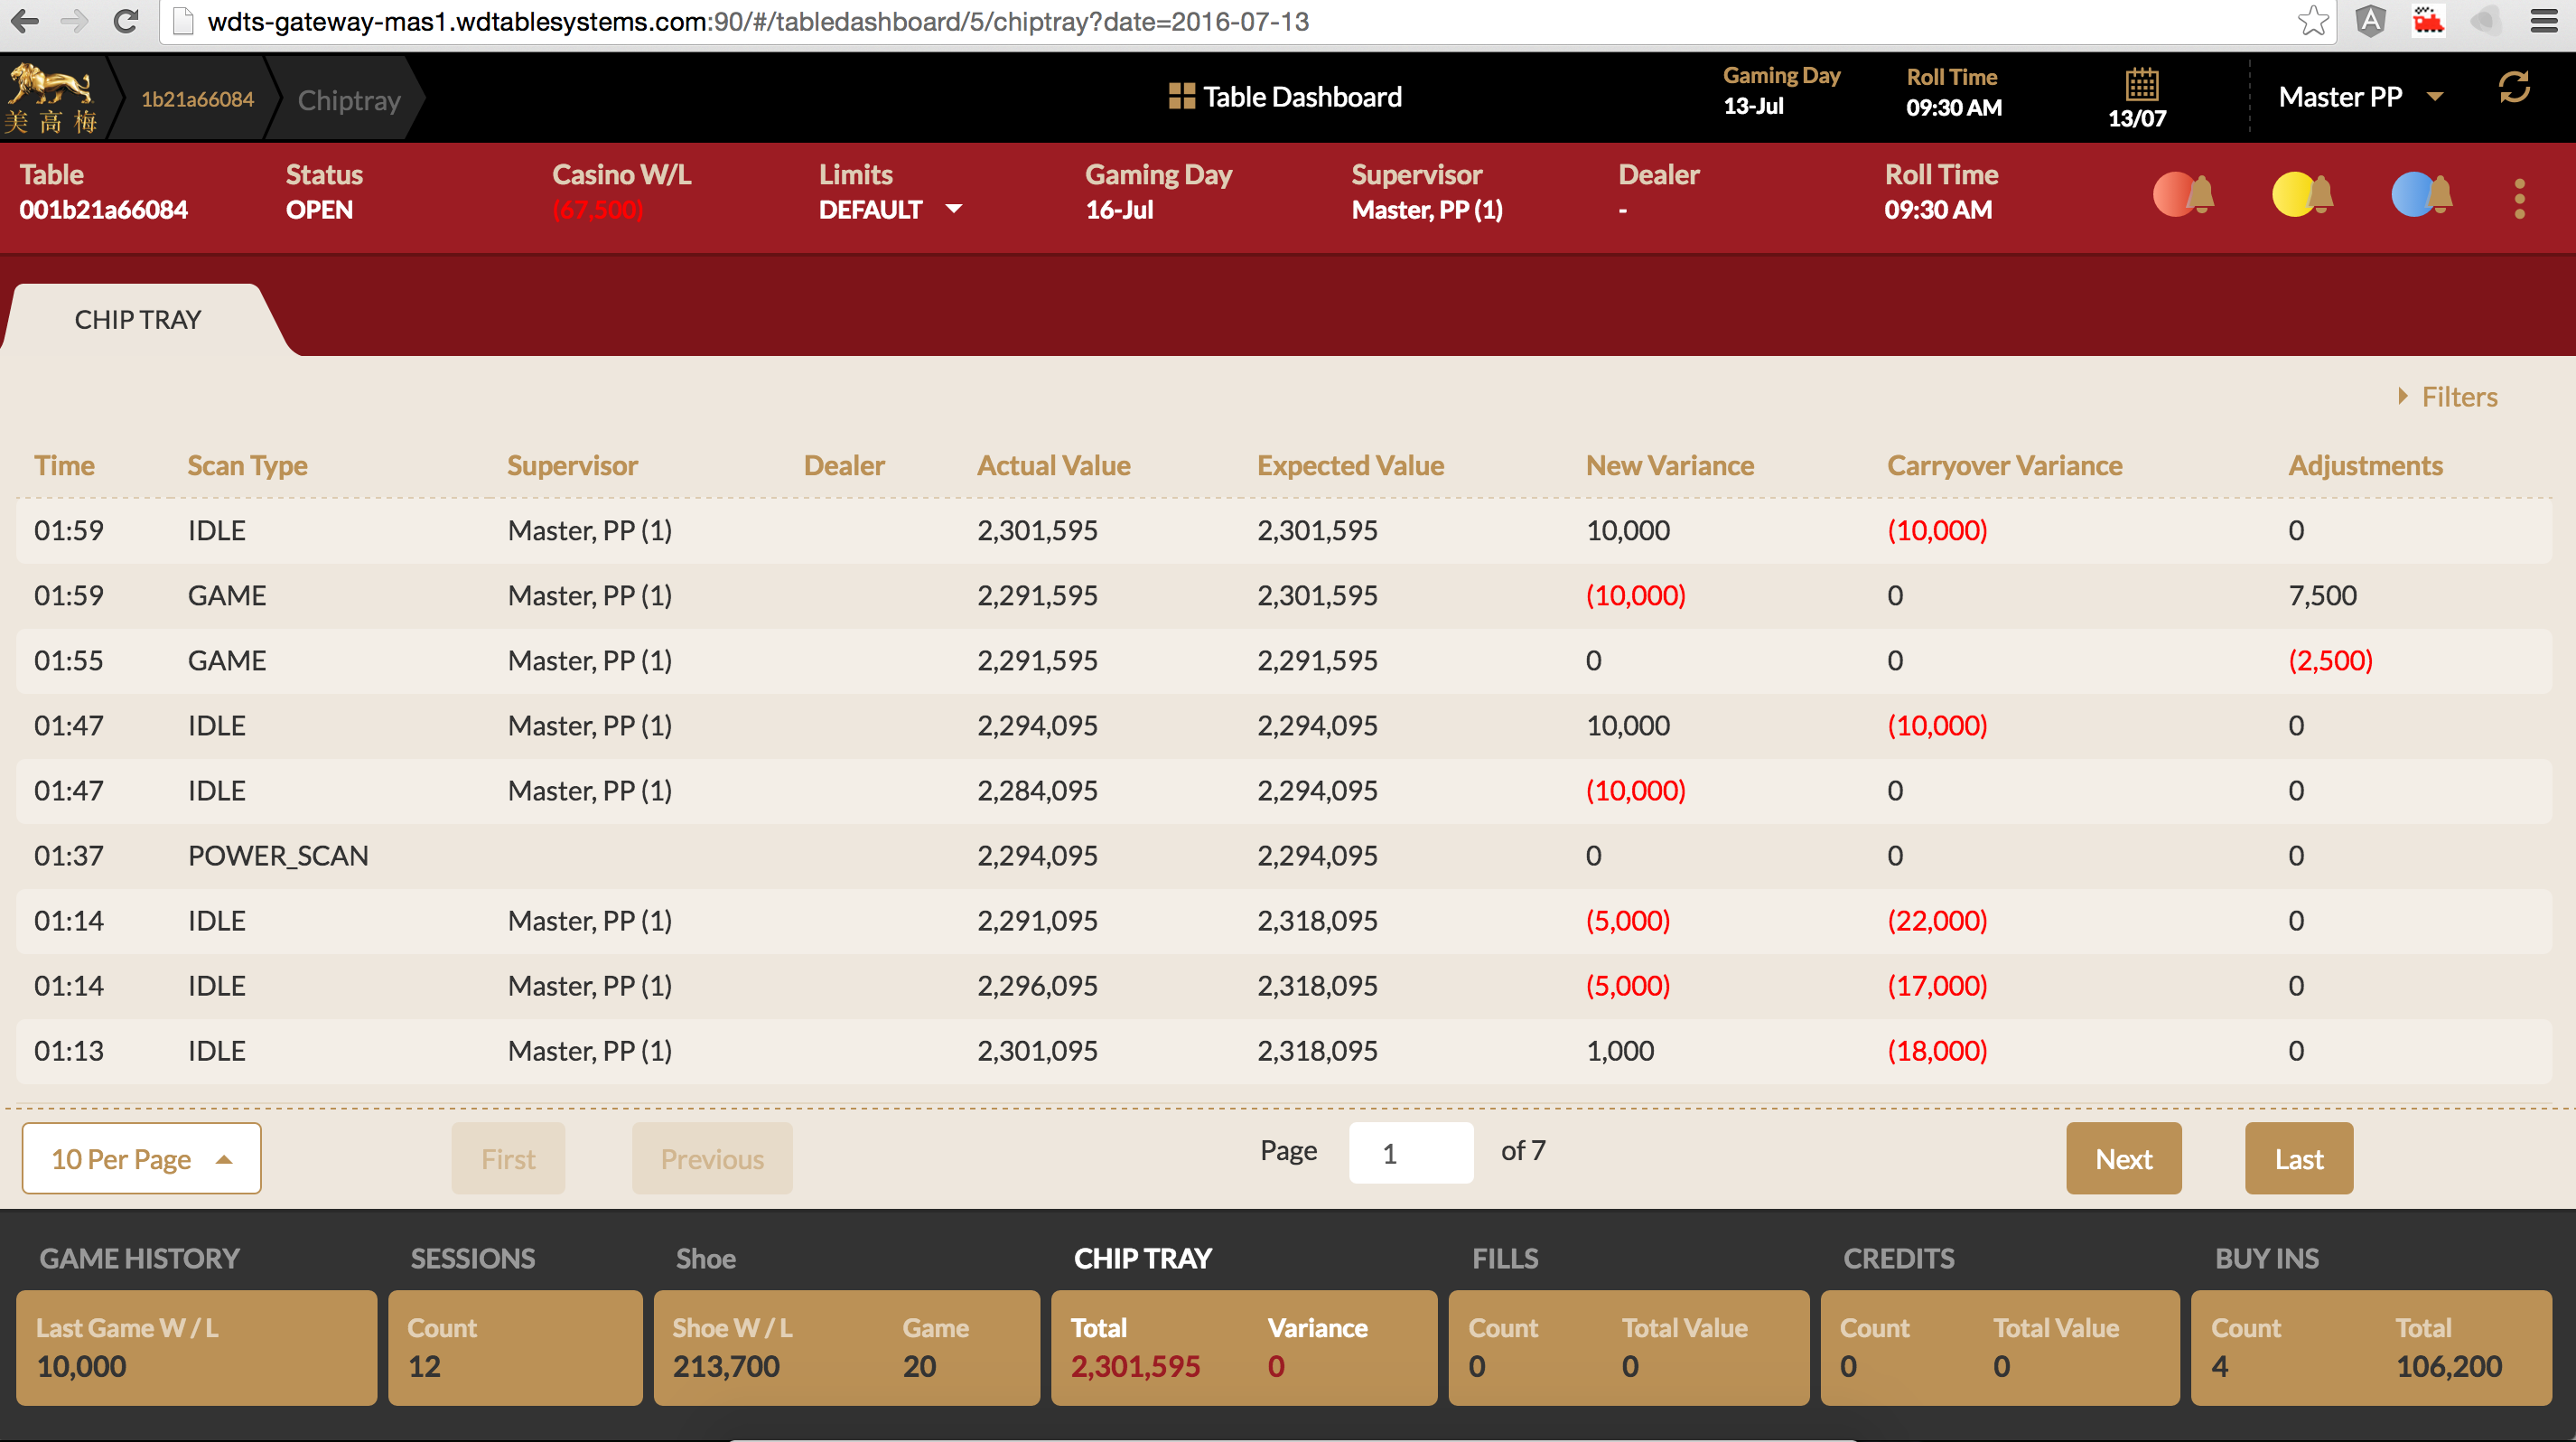 wdts-gateway-mas1.wdtablesystems.com:90/#/tabledashboard/5/chiptray?date=2016-07-13
美高梅 1b21a66084 Chiptray Table Dashboard Gaming Day 13-Jul Roll Time 09:30 AM 13/07 Master PP
Table Status Casino W/L Limits Gaming Day Supervisor Dealer Roll Time
001b21a66084 OPEN (67,500) DEFAULT 16-Jul Master, PP (1) - 09:30 AM
CHIP TRAY
Filters
Time Scan Type Supervisor Dealer Actual Value Expected Value New Variance Carryover Variance Adjustments
01:59 IDLE Master, PP (1) 2,301,595 2,301,595 10,000 (10,000) 0
01:59 GAME Master, PP (1) 2,291,595 2,301,595 (10,000) 0 7,500
01:55 GAME Master, PP (1) 2,291,595 2,291,595 0 0 (2,500)
01:47 IDLE Master, PP (1) 2,294,095 2,294,095 10,000 (10,000) 0
01:47 IDLE Master, PP (1) 2,284,095 2,294,095 (10,000) 0 0
01:37 POWER_SCAN 2,294,095 2,294,095 0 0 0
01:14 IDLE Master, PP (1) 2,291,095 2,318,095 (5,000) (22,000) 0
01:14 IDLE Master, PP (1) 2,296,095 2,318,095 (5,000) (17,000) 0
01:13 IDLE Master, PP (1) 2,301,095 2,318,095 1,000 (18,000) 0
10 Per Page First Previous Page 1 of 7 Next Last
GAME HISTORY SESSIONS Shoe CHIP TRAY FILLS CREDITS BUY INS
Last Game W / L Count Shoe W / L Game Total Variance Count Total Value Count Total Value Count Total
10,000 12 213,700 20 2,301,595 0 0 0 0 0 4 106,200